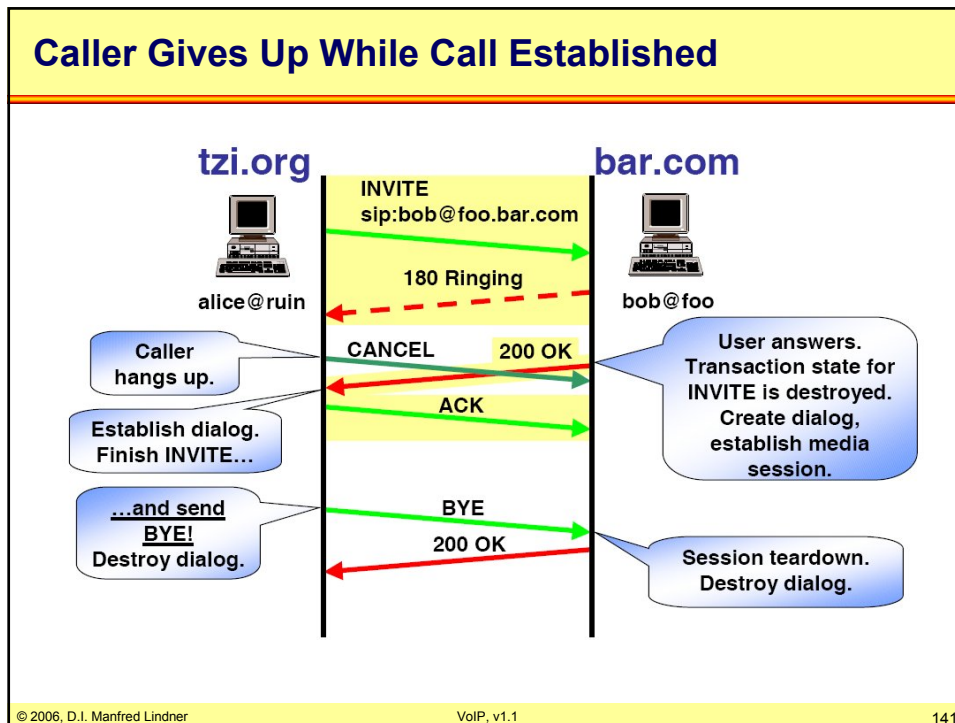 Caller Gives Up While Call Established
tzi.org
bar.com
INVITE
sip:bob@foo.bar.com
180 Ringing
alice@ruin
bob@foo
Caller
hangs up.
CANCEL
200 OK
User answers.
Transaction state for
INVITE is destroyed.
Create dialog,
establish media
session.
ACK
Establish dialog.
Finish INVITE…
…and send
BYE!
Destroy dialog.
BYE
200 OK
Session teardown.
Destroy dialog.
© 2006, D.I. Manfred Lindner
VoIP, v1.1
141